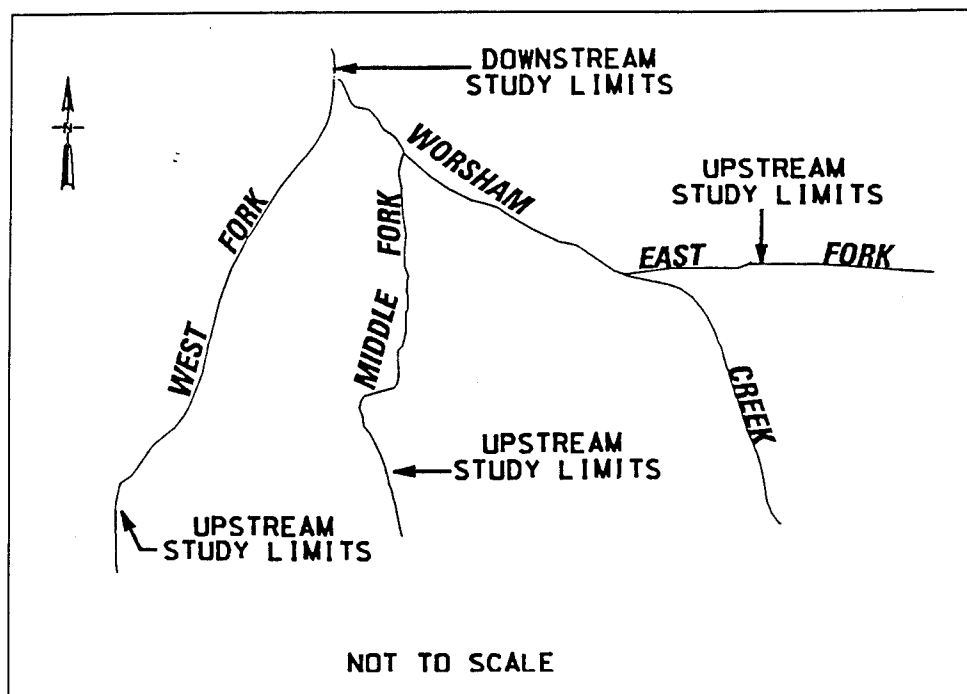 DOWNSTREAM
STUDY LIMITS
N
WORSHAM
UPSTREAM
STUDY LIMITS
FORK
FORK
EAST FORK
WEST
MIDDLE
CREEK
UPSTREAM
STUDY LIMITS
UPSTREAM
STUDY LIMITS
NOT TO SCALE